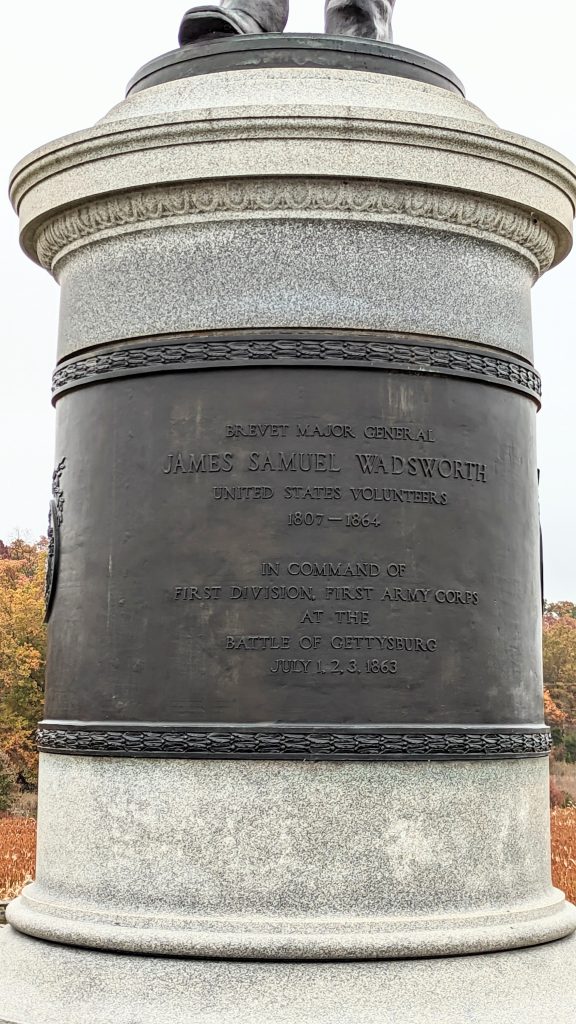 BREVET MAJOR GENERAL
JAMES SAMUEL WADSWORTH
UNITED STATES VOLUNTEERS
1807—1864
IN COMMAND OF
FIRST DIVISION, FIRST ARMY CORPS
AT THE
BATTLE OF GETTYSBURG
JULY 1, 2, 3, 1863